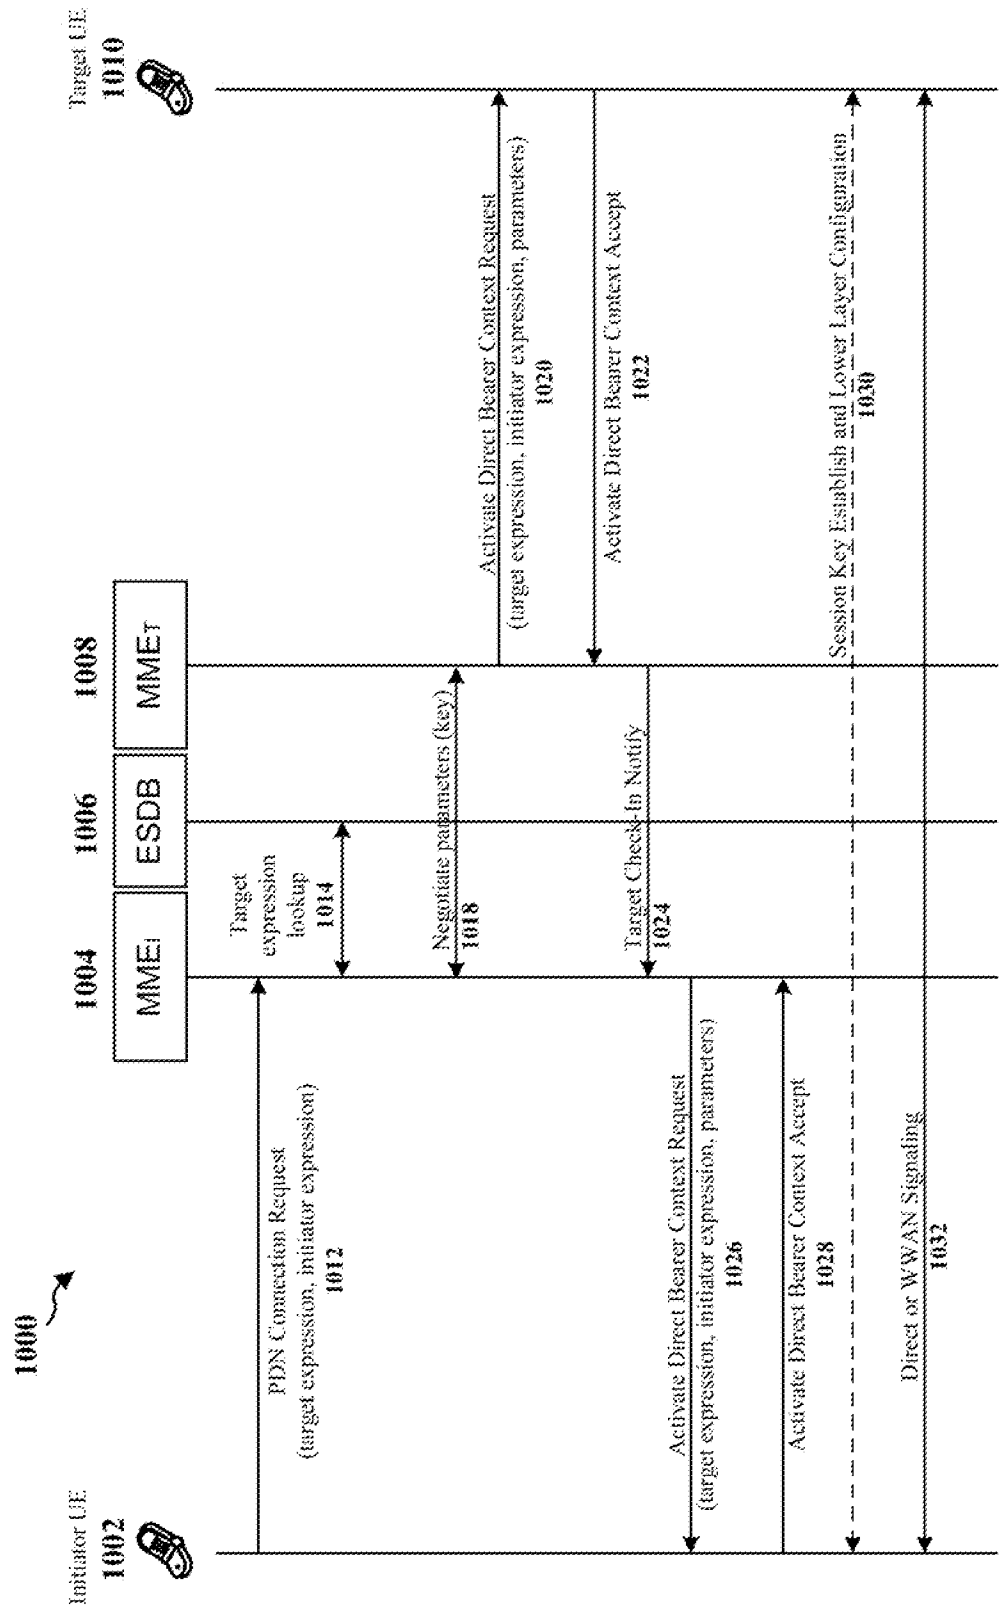 1000
Initiator UE
1002
1004
MMEI
1006
ESDB
1008
MMET
Target UE
1010
PDN Connection Request
(target expression, initiator expression)
1012
Target
expression
lookup
1014
Negotiate parameters (key)
1018
Activate Direct Bearer Context Request
(target expression, initiator expression, parameters)
1020
Activate Direct Bearer Context Accept
1022
Target Check-In Notify
1024
Activate Direct Bearer Context Request
(target expression, initiator expression, parameters)
1026
Activate Direct Bearer Context Accept
1028
Session Key Establish and Lower Layer Configuration
1030
Direct or WWAN Signaling
1032